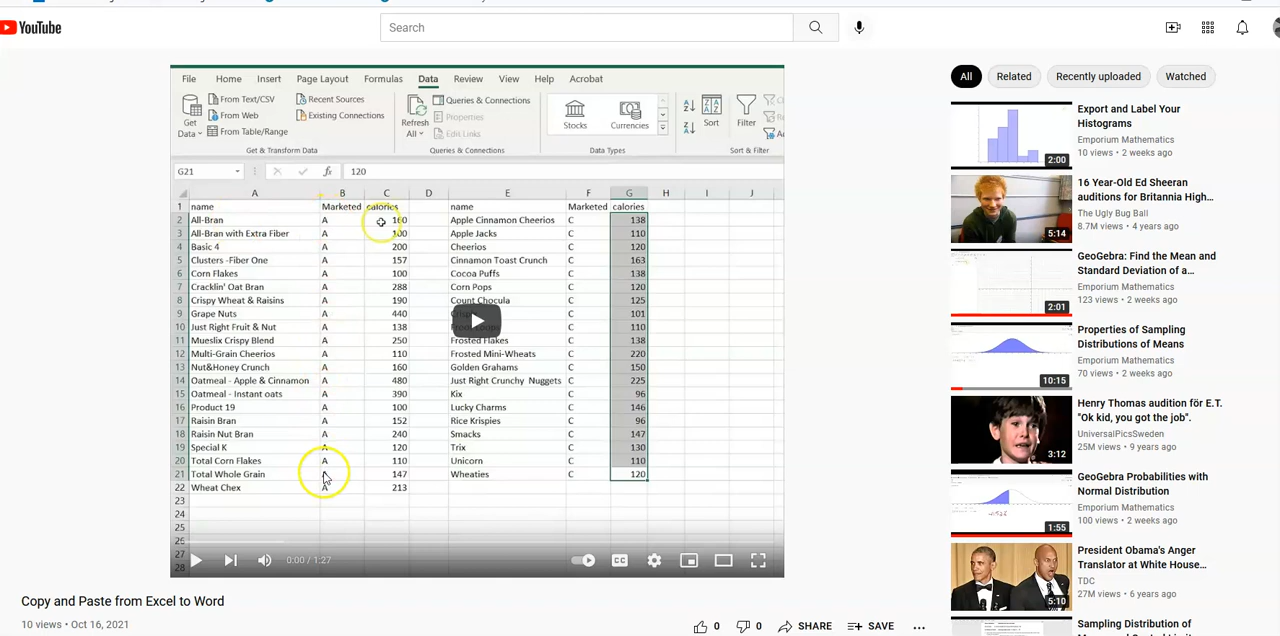 YouTube
Search
File Home Insert Page Layout Formulas Data Review View Help Acrobat
Get Data
From Text/CSV
From Web
From Table/Range
Recent Sources
Existing Connections
Get & Transform Data
Refresh All
Queries & Connections
Properties
Edit Links
Queries & Connections
Stocks
Currencies
Data Types
Sort
Filter
Sort & Filter
G21 fx 120
A B C D E F G H I J
1 name Marketed calories name Marketed calories
2 All-Bran A 160 Apple Cinnamon Cheerios C 138
3 All-Bran with Extra Fiber A 100 Apple Jacks C 110
4 Basic 4 A 200 Cheerios C 120
5 Clusters -Fiber One A 157 Cinnamon Toast Crunch C 163
6 Corn Flakes A 100 Cocoa Puffs C 138
7 Cracklin' Oat Bran A 288 Corn Pops C 120
8 Crispy Wheat & Raisins A 190 Count Chocula C 125
9 Grape Nuts A 440 C 101
10 Just Right Fruit & Nut A 138 C 110
11 Mueslix Crispy Blend A 250 Frosted Flakes C 138
12 Multi-Grain Cheerios A 110 Frosted Mini-Wheats C 220
13 Nut&Honey Crunch A 160 Golden Grahams C 150
14 Oatmeal - Apple & Cinnamon A 480 Just Right Crunchy Nuggets C 225
15 Oatmeal - Instant oats A 390 Kix C 96
16 Product 19 A 100 Lucky Charms C 146
17 Raisin Bran A 152 Rice Krispies C 96
18 Raisin Nut Bran A 240 Smacks C 147
19 Special K A 120 Trix C 130
20 Total Corn Flakes A 110 Unicorn C 110
21 Total Whole Grain 147 Wheaties C 120
22 Wheat Chex A 213
23
24
25
26
27
28
0:00 / 1:27
CC
Copy and Paste from Excel to Word
10 views • Oct 16, 2021
0 0 SHARE SAVE
All Related Recently uploaded Watched
Export and Label Your
Histograms
Emporium Mathematics
10 views • 2 weeks ago
2:00
16 Year-Old Ed Sheeran
auditions for Britannia High...
The Ugly Bug Ball
8.7M views • 4 years ago
5:14
GeoGebra: Find the Mean and
Standard Deviation of a...
Emporium Mathematics
123 views • 2 weeks ago
2:01
Properties of Sampling
Distributions of Means
Emporium Mathematics
70 views • 2 weeks ago
10:15
Henry Thomas audition for E.T.
"Ok kid, you got the job".
UniversalPicsSweden
25M views • 9 years ago
3:12
GeoGebra Probabilities with
Normal Distribution
Emporium Mathematics
100 views • 2 weeks ago
1:55
President Obama's Anger
Translator at White House...
TDC
27M views • 6 years ago
5:10
Sampling Distribution of